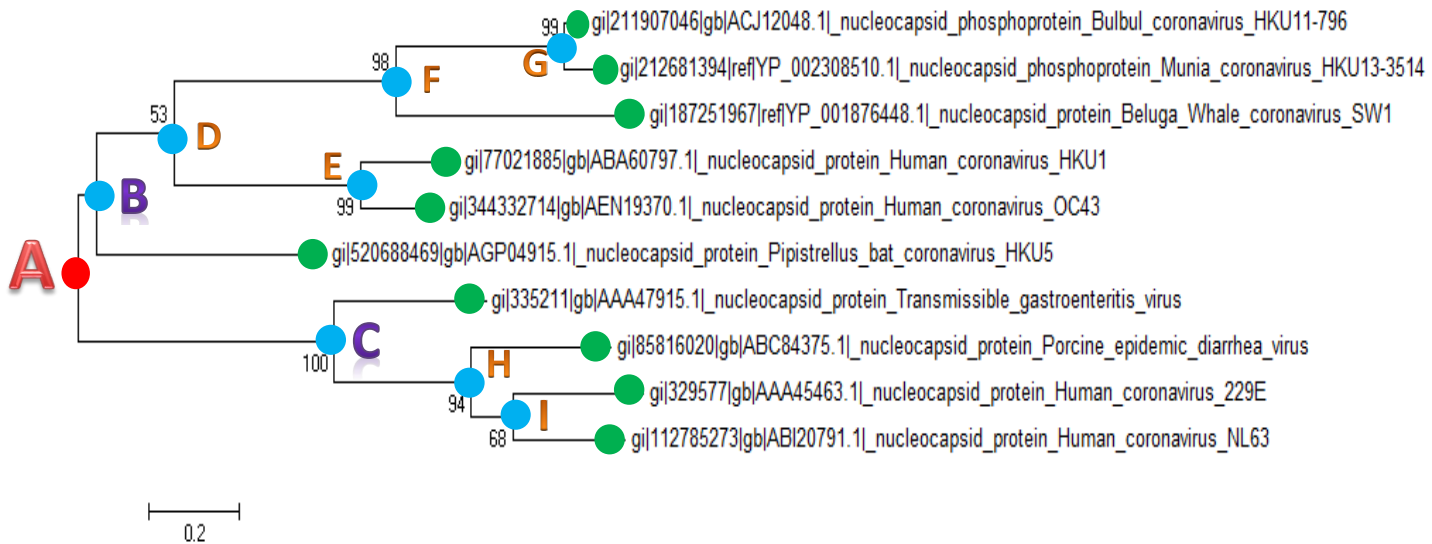 99
gi|211907046|gb|ACJ12048.1|_nucleocapsid_phosphoprotein_Bulbul_coronavirus_HKU11-796
G
gi|212681394|ref|YP_002308510.1|_nucleocapsid_phosphoprotein_Munia_coronavirus_HKU13-3514
98
F
53
gi|187251967|ref|YP_001876448.1|_nucleocapsid_protein_Beluga_Whale_coronavirus_SW1
D
E
gi|77021885|gb|ABA60797.1|_nucleocapsid_protein_Human_coronavirus_HKU1
B
99
gi|344332714|gb|AEN19370.1|_nucleocapsid_protein_Human_coronavirus_OC43
A
gi|520688469|gb|AGP04915.1|_nucleocapsid_protein_Pipistrellus_bat_coronavirus_HKU5
gi|335211|gb|AAA47915.1|_nucleocapsid_protein_Transmissible_gastroenteritis_virus
C
100
H
gi|85816020|gb|ABC84375.1|_nucleocapsid_protein_Porcine_epidemic_diarrhea_virus
94
gi|329577|gb|AAA45463.1|_nucleocapsid_protein_Human_coronavirus_229E
I
68
gi|112785273|gb|ABI20791.1|_nucleocapsid_protein_Human_coronavirus_NL63
0.2